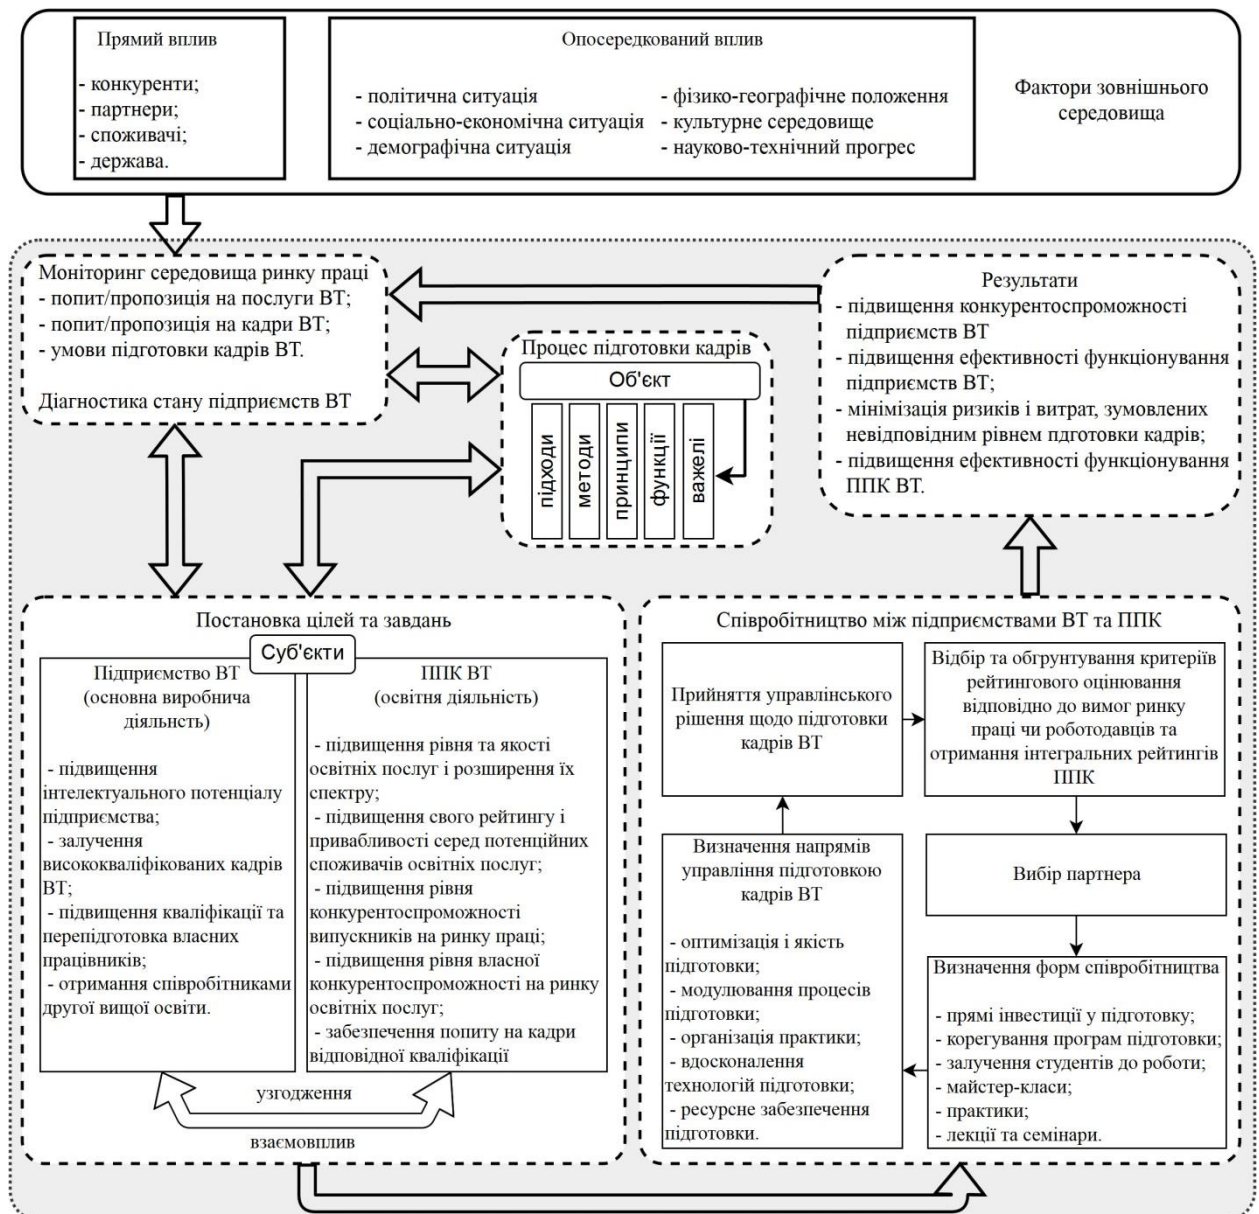 Прямий вплив
- конкуренти;
- партнери;
- споживачі;
- держава.
Опосередкований вплив
- політична ситуація
- соціально-економічна ситуація
- демографічна ситуація
- фізико-географічне положення
- культурне середовище
- науково-технічний прогрес
Фактори зовнішнього
середовища
Моніторинг середовища ринку праці
- попит/пропозиція на послуги ВТ;
- попит/пропозиція на кадри ВТ;
- умови підготовки кадрів ВТ.
Діагностика стану підприємств ВТ
Процес підготовки кадрів
Об'єкт
підходи
методи
принципи
функції
важелі
Результати
- підвищення конкурентоспроможності
підприємств ВТ
- підвищення ефективності функціонування
підприємств ВТ;
- мінімізація ризиків і витрат, зумовлених
невідповідним рівнем пдготовки кадрів;
- підвищення ефективності функціонування
ППК ВТ.
Постановка цілей та завдань
Суб'єкти
Підприємство ВТ
(основна виробнича
діяльнсть)
- підвищення
інтелектуального потенціалу
підприємства;
- залучення
висококваліфікованих кадрів
ВТ;
- підвищення кваліфікації та
перепідготовка власних
працівників;
- отримання співробітниками
другої вищої освіти.
ППК ВТ
(освітня діяльність)
- підвищення рівня та якості
освітніх послуг і розширення їх
спектру;
- підвищення свого рейтингу і
привабливості серед потенційних
споживачів освітніх послуг;
- підвищення рівня
конкурентоспроможності
випускників на ринку праці;
- підвищення рівня власної
конкурентоспроможності на ринку
освітніх послуг;
- забезпечення попиту на кадри
відповідної кваліфікації
узгодження
взаємовплив
Співробітництво між підприємствами ВТ та ППК
Прийняття управлінського
рішення щодо підготовки
кадрів ВТ
Відбір та обгрунтування критеріїв
рейтингового оцінювання
відповідно до вимог ринку
праці чи роботодавців та
отримання інтегральних рейтингів
ППК
Визначення напрямів
управління підготовкою
кадрів ВТ
- оптимізація і якість
підготовки;
- модулювання процесів
підготовки;
- організація практики;
- вдосконалення
технологій підготовки;
- ресурсне забезпечення
підготовки.
Вибір партнера
Визначення форм співробітництва
- прямі інвестиції у підготовку;
- корегування програм підготовки;
- залучення студентів до роботи;
- майстер-класи;
- практики;
- лекції та семінари.